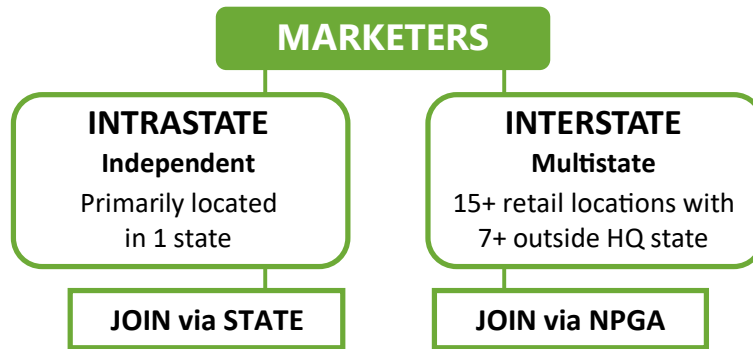 MARKETERS
INTRASTATE
Independent
Primarily located
in 1 state
JOIN via STATE
INTERSTATE
Multistate
15+ retail locations with
7+ outside HQ state
JOIN via NPGA